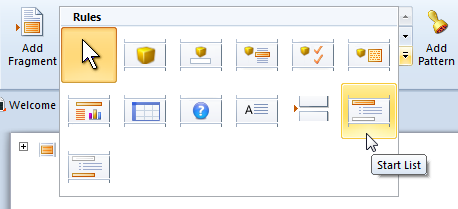 Rules
Add
Fragment
Add
Pattern
Welcome
A
Start List